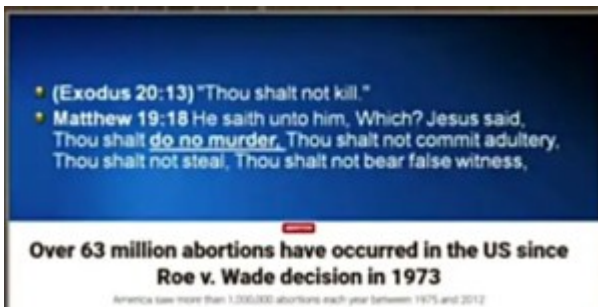 (Exodus 20:13) "Thou shalt not kill."
Matthew 19:18 He saith unto him, Which? Jesus said,
Thou shalt do no murder, Thou shalt not commit adultery,
Thou shalt not steal, Thou shalt not bear false witness,
Over 63 million abortions have occurred in the US since
Roe v. Wade decision in 1973
America saw more than 1,000,000 abortions each year between 1975 and 2012